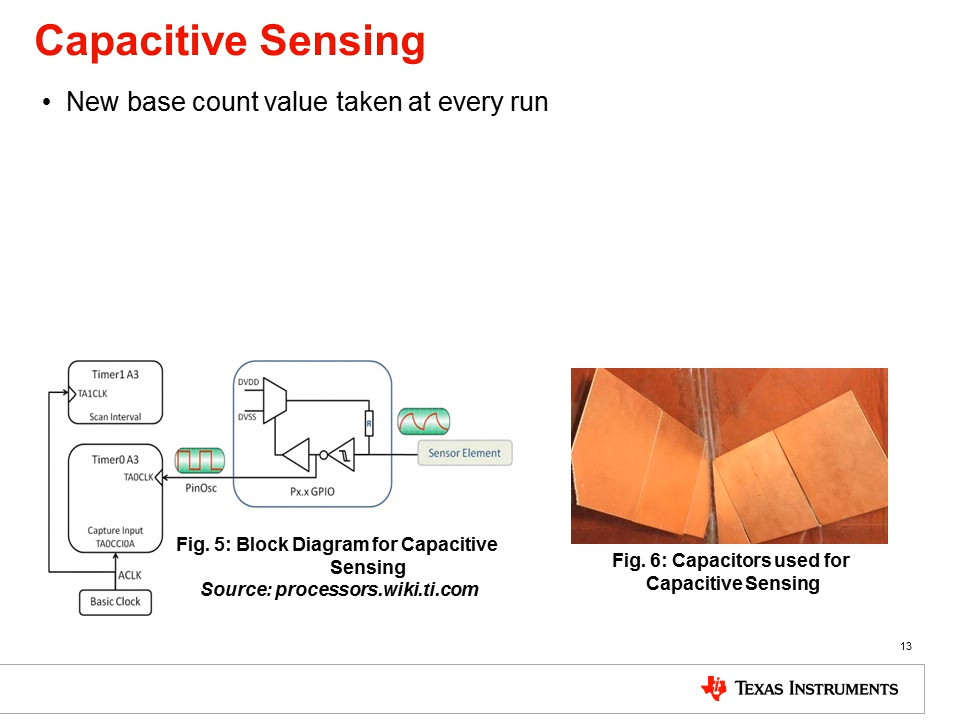 Capacitive Sensing
• New base count value taken at every run
Timer1 A3
TA1CLK
Scan Interval
Timer0 A3
TA0CLK
Capture Input
TA0CCI0A
ACLK
Basic Clock
PinOsc
DVDD
DVSS
R
Px.x GPIO
Sensor Element
Fig. 5: Block Diagram for Capacitive
Sensing
Source: processors.wiki.ti.com
Fig. 6: Capacitors used for
Capacitive Sensing
13
TEXAS INSTRUMENTS